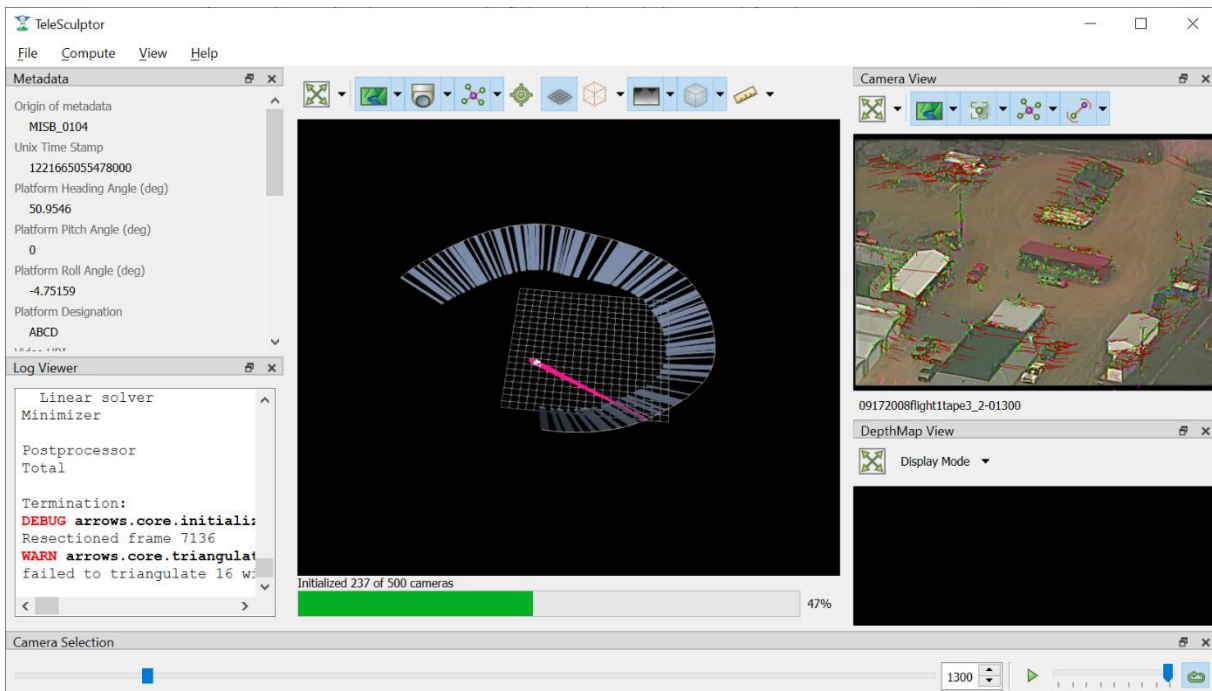 TeleSculptor
File Compute View Help
Metadata
Origin of metadata
MISB_0104
Unix Time Stamp
1221665055478000
Platform Heading Angle (deg)
50.9546
Platform Pitch Angle (deg)
0
Platform Roll Angle (deg)
-4.75159
Platform Designation
ABCD
Log Viewer
Linear solver
Minimizer
Postprocessor
Total
Termination:
DEBUG arrows.core.initializ
Resectioned frame 7136
WARN arrows.core.triangulat
failed to triangulate 16 wi
Initialized 237 of 500 cameras
47%
Camera View
09172008flight1tape3_2-01300
DepthMap View
Display Mode
Camera Selection
1300